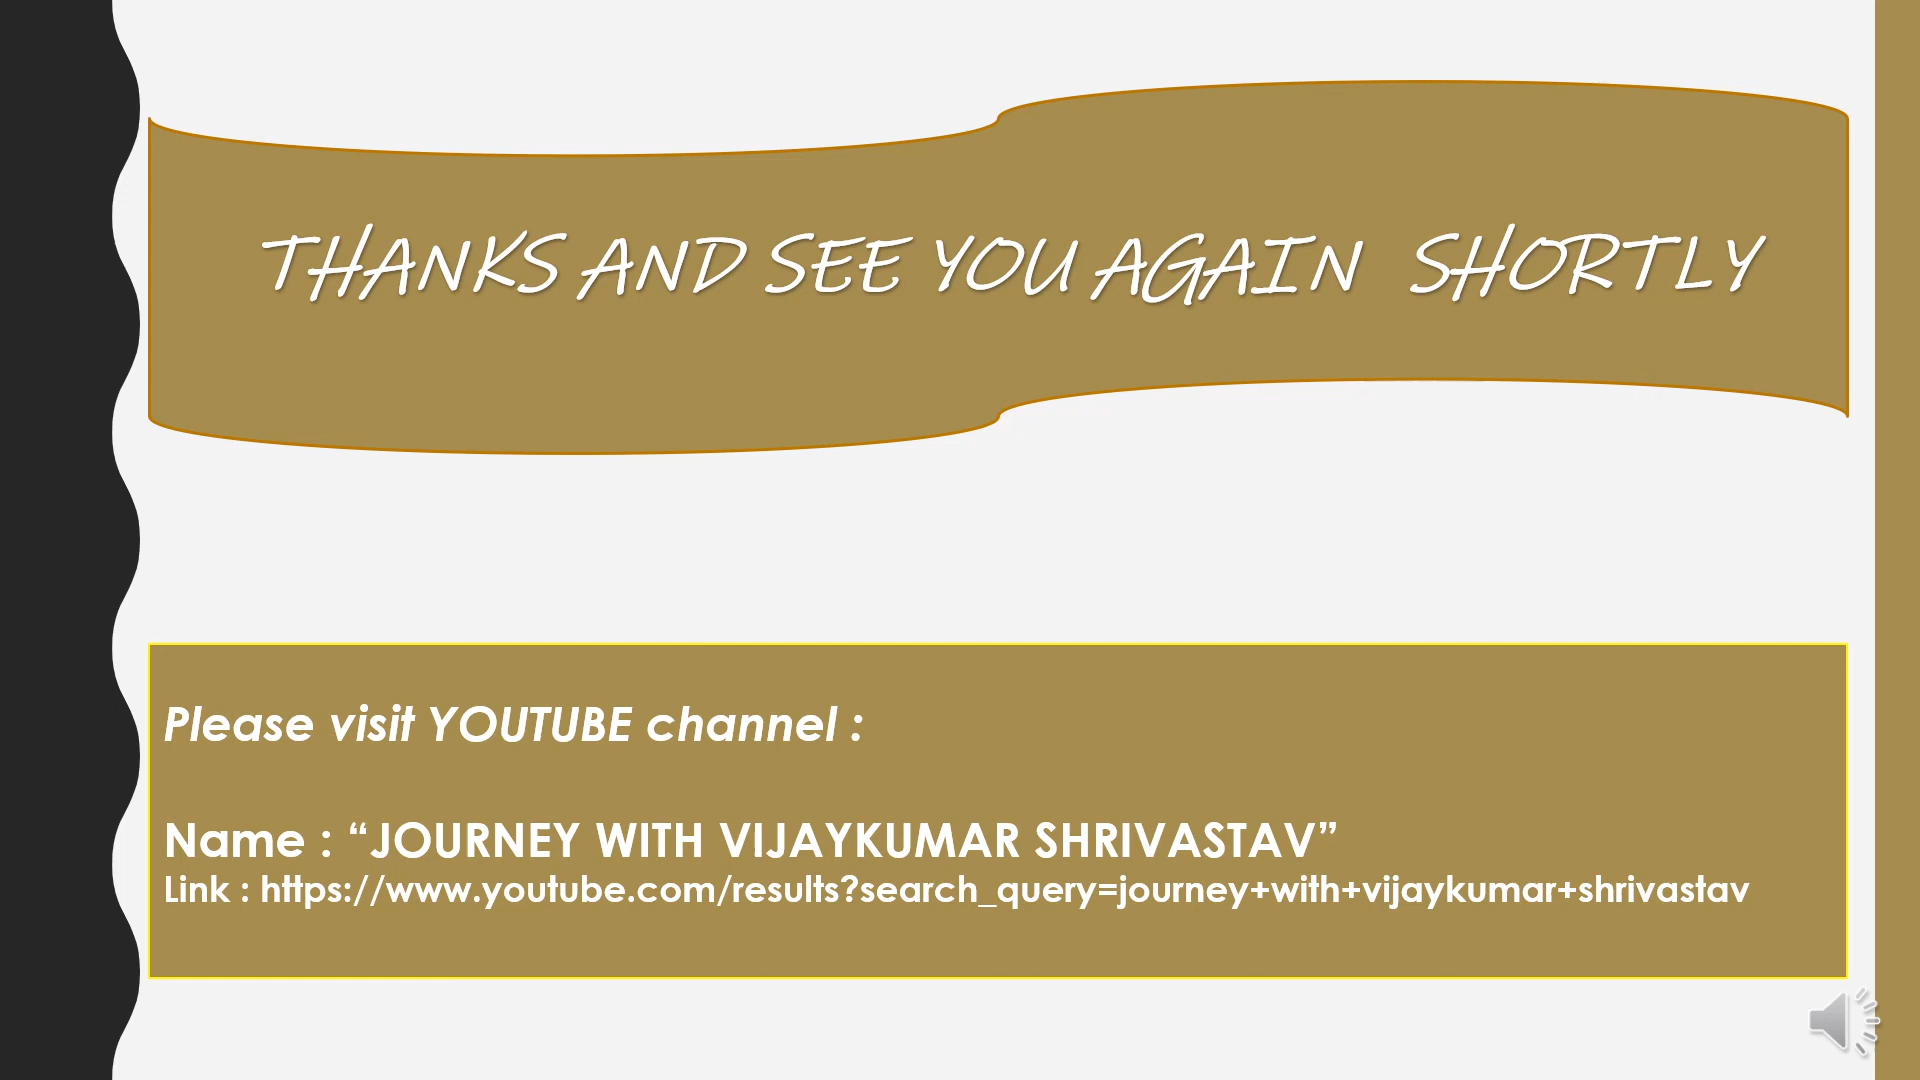 THANKS AND SEE YOU AGAIN SHORTLY
Please visit YOUTUBE channel :
Name : “JOURNEY WITH VIJAYKUMAR SHRIVASTAV”
Link : https://www.youtube.com/results?search_query=journey+with+vijaykumar+shrivastav